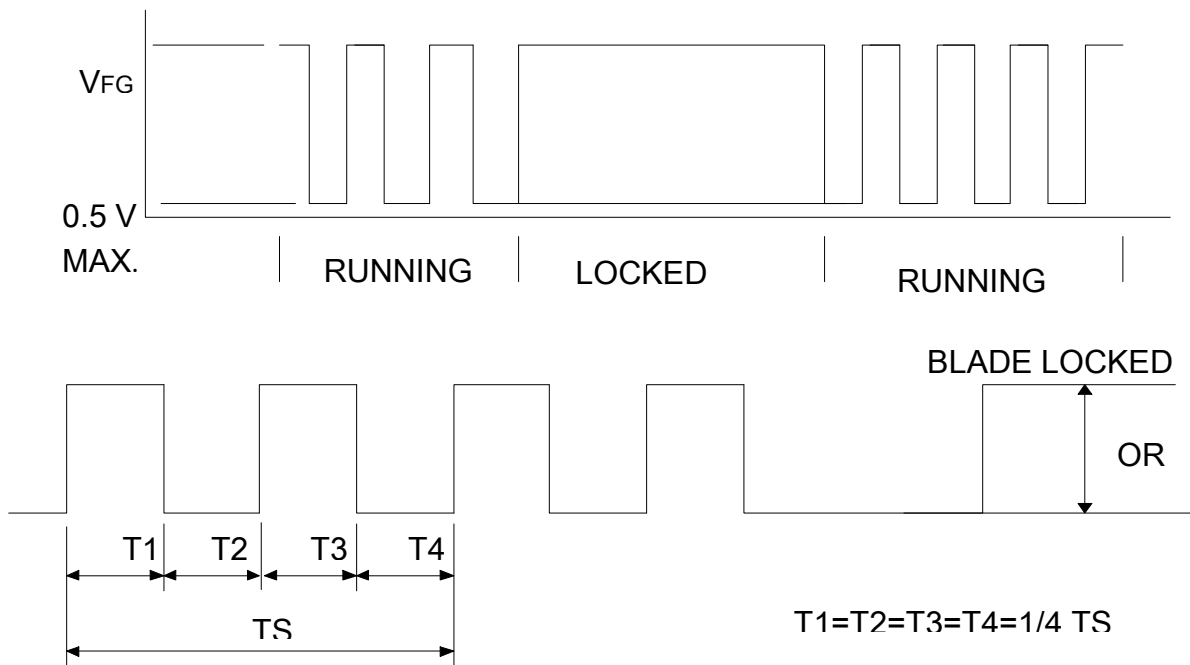 VFG
0.5 V
MAX.
RUNNING
LOCKED
RUNNING
BLADE LOCKED
OR
T1
T2
T3
T4
TS
T1=T2=T3=T4=1/4 TS